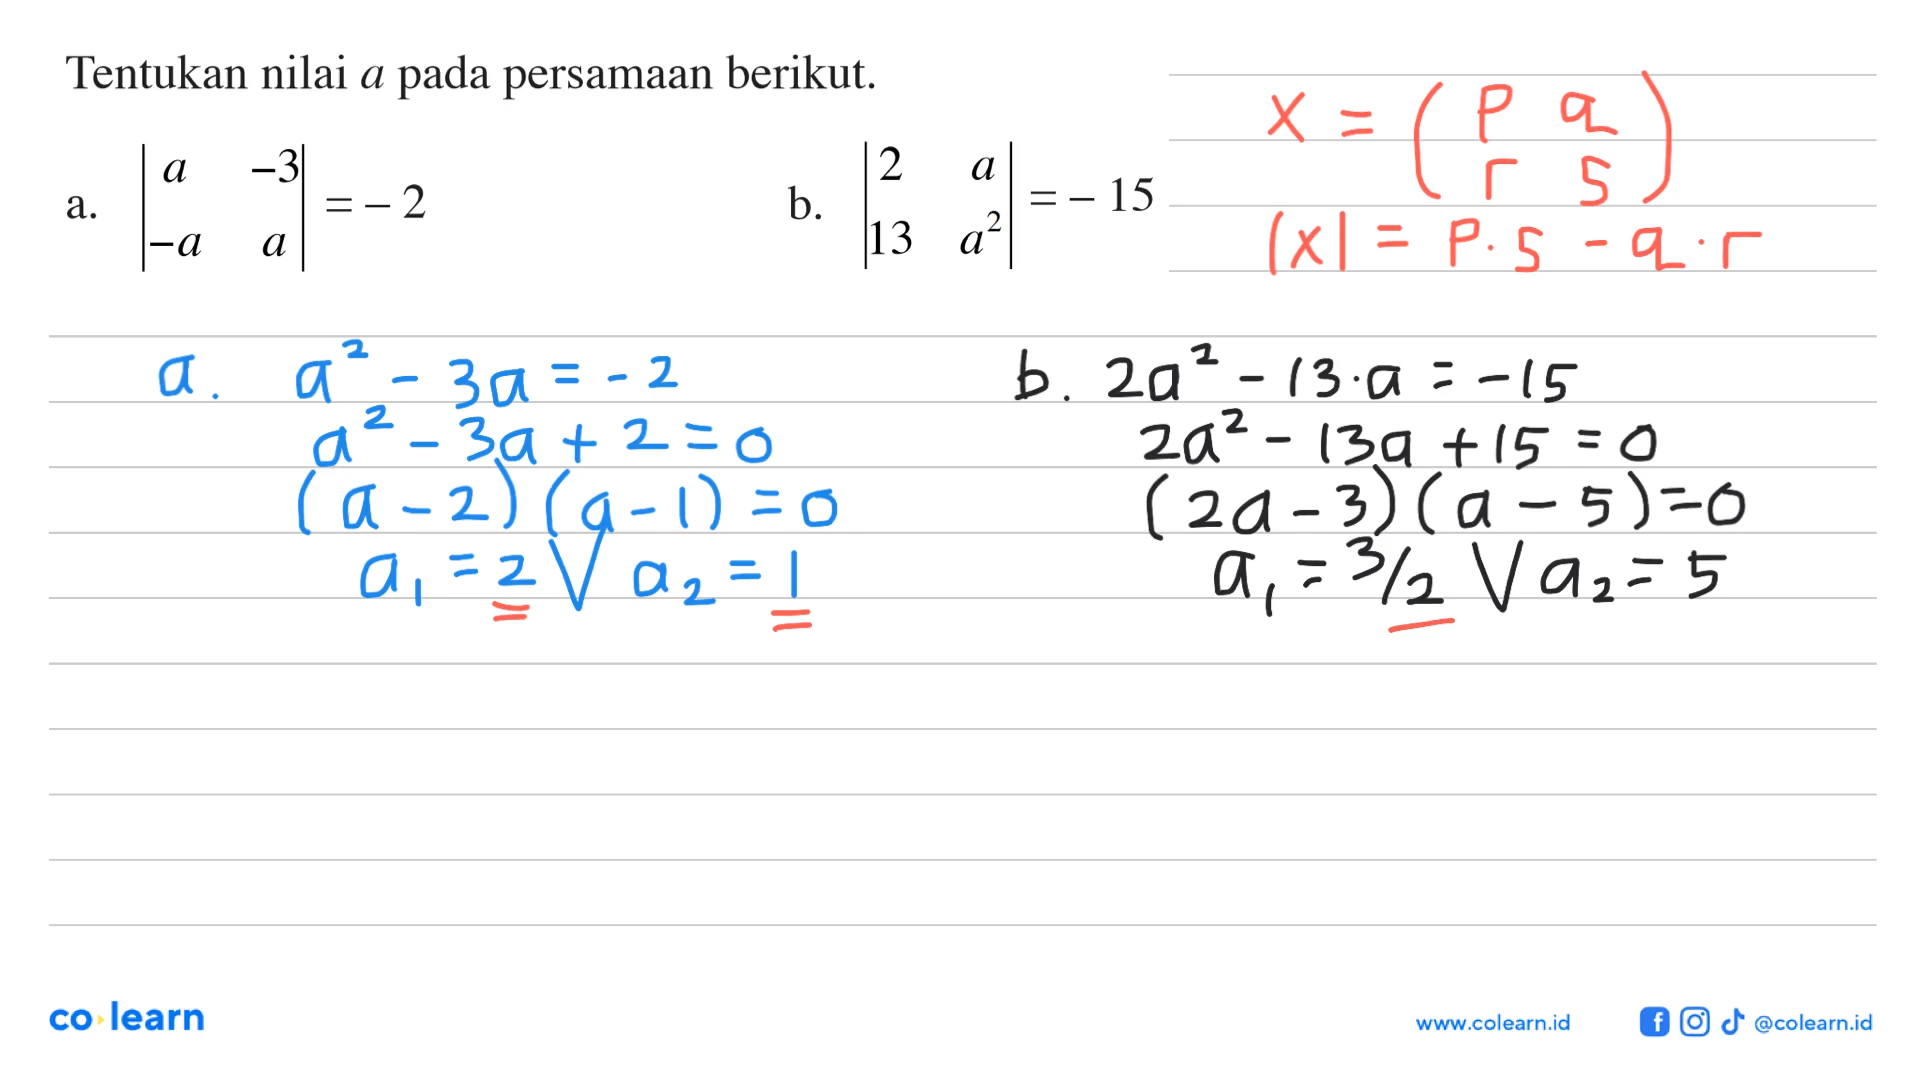 Tentukan nilai a pada persamaan berikut.
a. |a -3| = -2
|-a a|
b. |2 a| = -15
|13 a²|
x = (p q)
(r s)
|x| = p·s - q·r
a. a² - 3a = -2
a² - 3a + 2 = 0
(a - 2)(a - 1) = 0
a₁ = 2 V a₂ = 1
b. 2a² - 13·a = -15
2a² - 13a + 15 = 0
(2a - 3)(a - 5) = 0
a₁ = 3/2 V a₂ = 5
co learn
www.colearn.id
@colearn.id